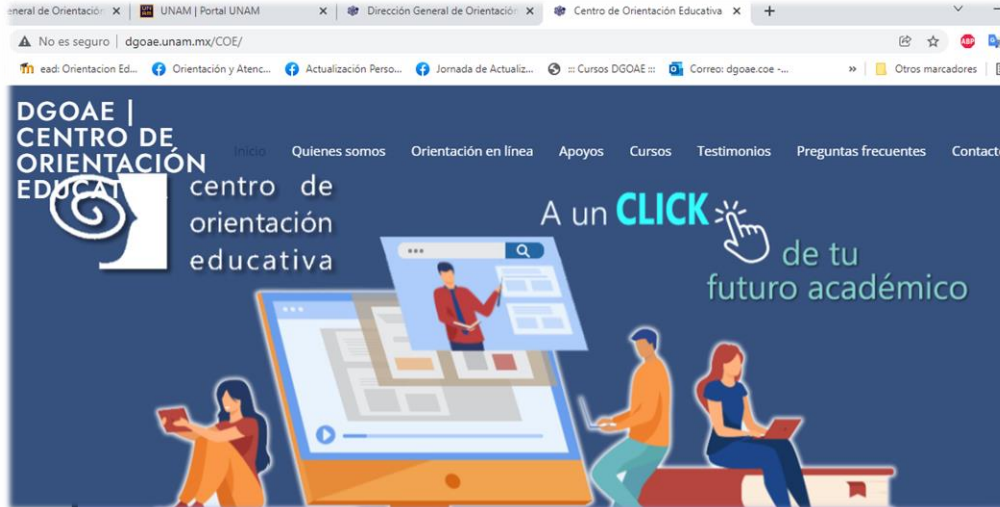 eneral de Orientación
UNAM | Portal UNAM
Dirección General de Orientación
Centro de Orientación Educativa
No es seguro | dgoae.unam.mx/COE/
ABP
ead: Orientacion Ed...
Orientación y Atenc...
Actualización Perso...
Jornada de Actualiz...
::: Cursos DGOAE :::
Correo: dgoae.coe -...
Otros marcadores
DGOAE |
CENTRO DE
ORIENTACIÓN
Inicio
Quienes somos
Orientación en línea
Apoyos
Cursos
Testimonios
Preguntas frecuentes
Contact
centro de
orientación
educativa
A un CLICK
de tu
futuro académico